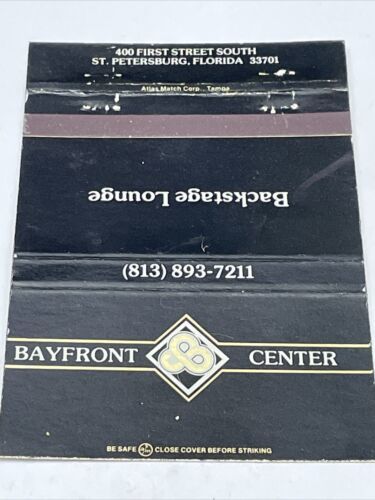 400 FIRST STREET SOUTH
ST. PETERSBURG, FLORIDA 33701
Atlas Match Corp., Tampa
Backstage Lounge
(813) 893-7211
BAYFRONT CENTER
BE SAFE CLOSE COVER BEFORE STRIKING